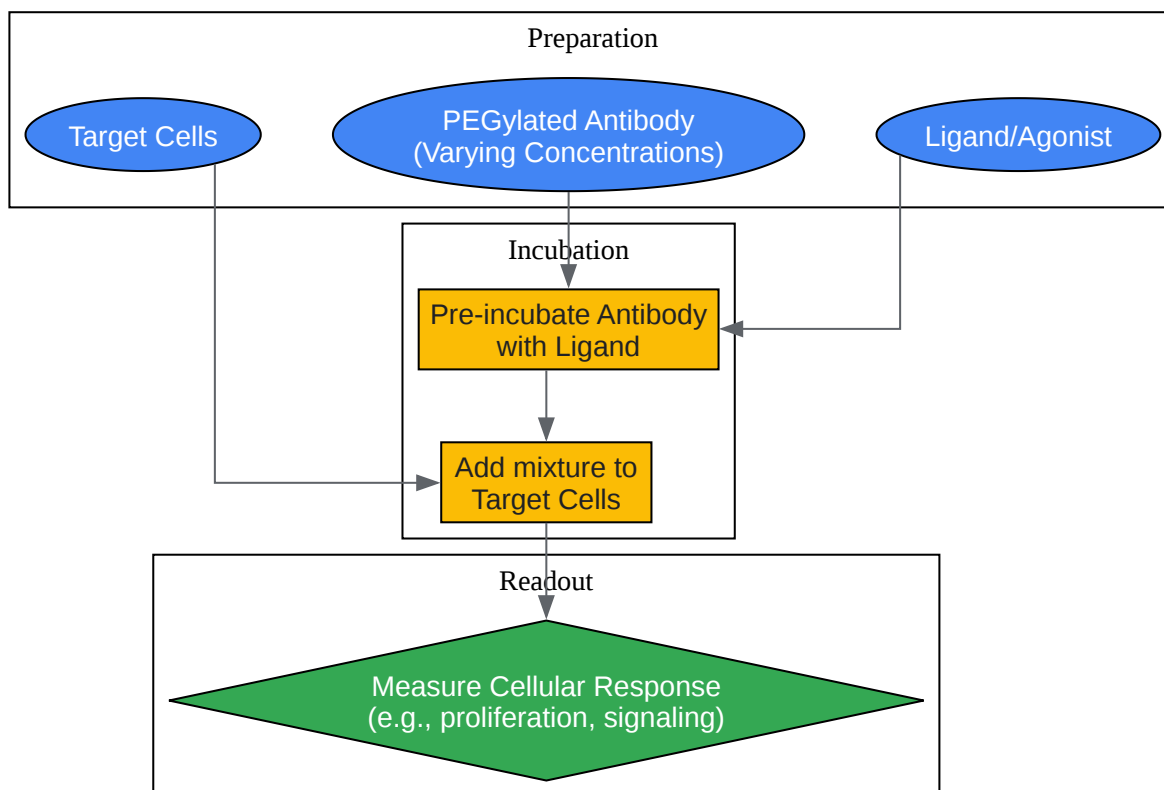 Preparation
Target Cells
PEGylated Antibody
(Varying Concentrations)
Ligand/Agonist
Incubation
Pre-incubate Antibody
with Ligand
Add mixture to
Target Cells
Readout
Measure Cellular Response
(e.g., proliferation, signaling)